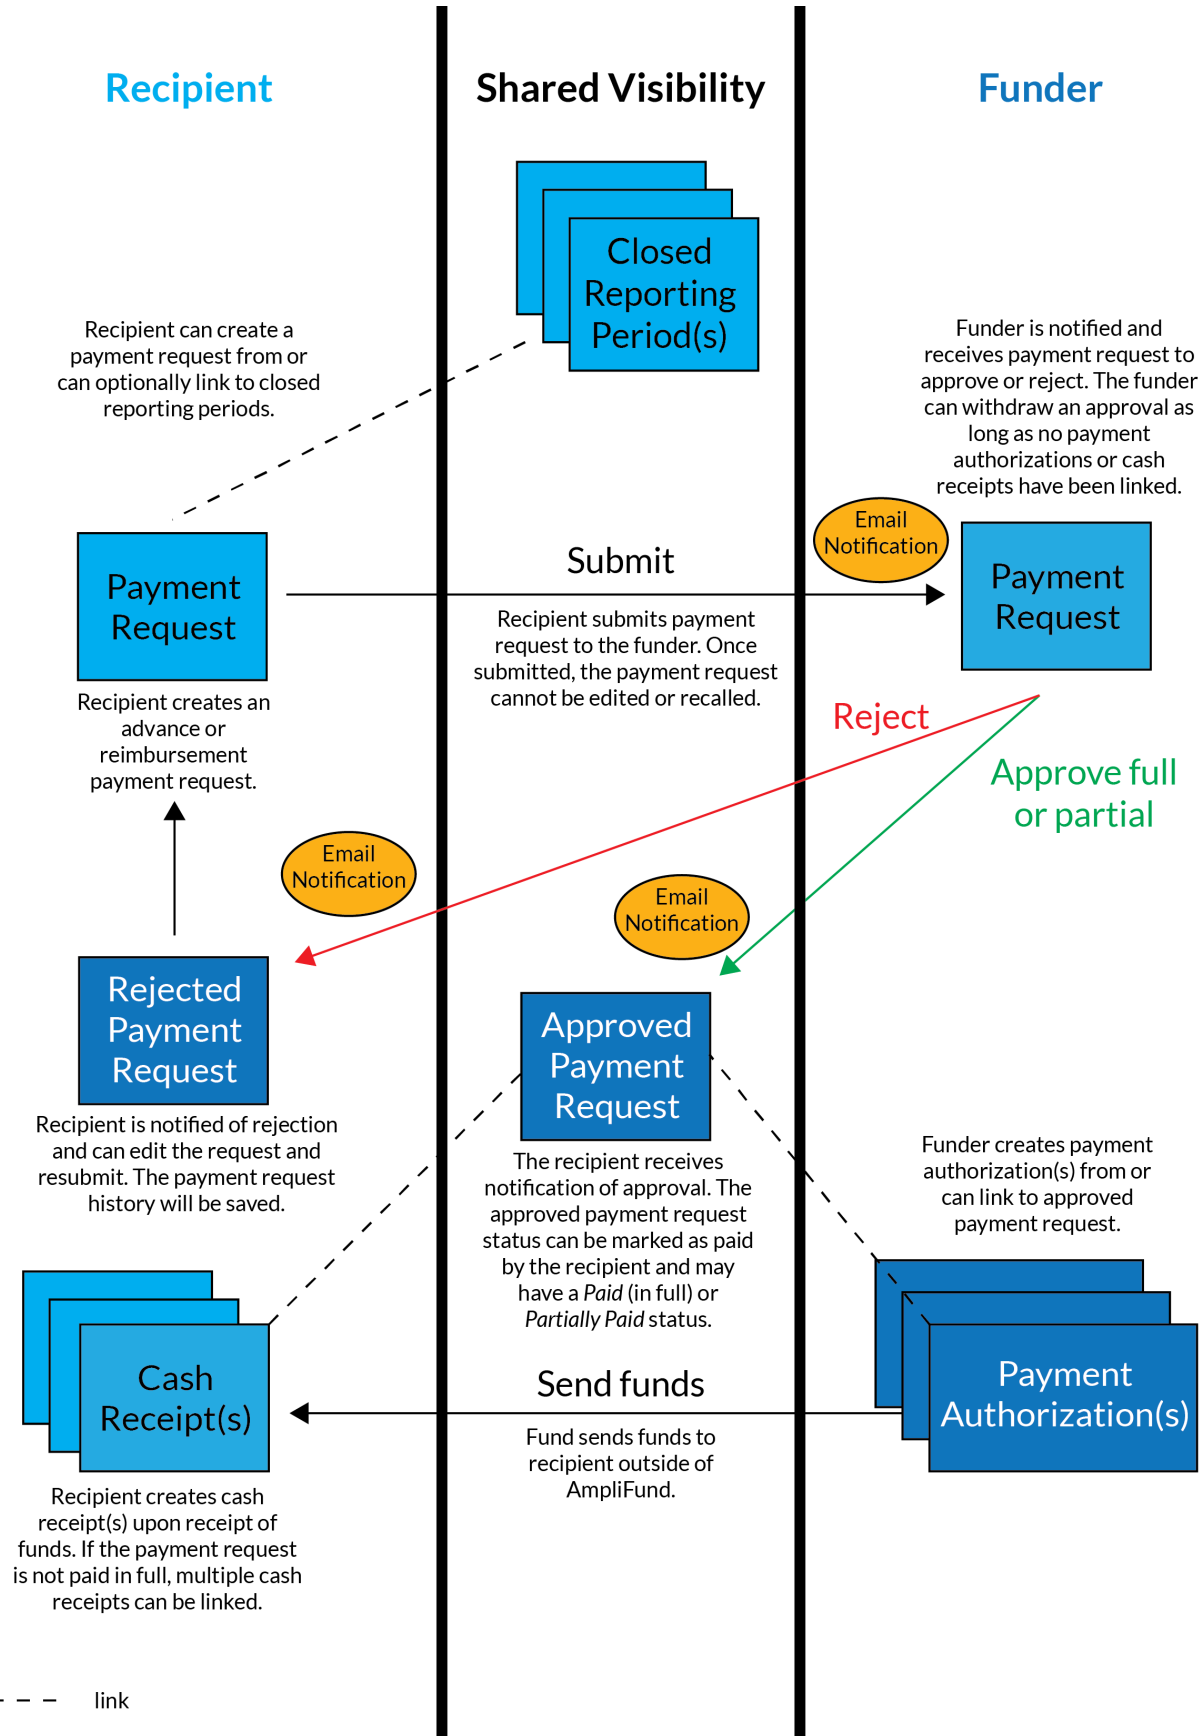 Recipient
Shared Visibility
Funder
Closed
Reporting
Period(s)
Recipient can create a
payment request from or
can optionally link to closed
reporting periods.
Funder is notified and
receives payment request to
approve or reject. The funder
can withdraw an approval as
long as no payment
authorizations or cash
receipts have been linked.
Payment
Request
Submit
Email
Notification
Payment
Request
Recipient submits payment
request to the funder. Once
submitted, the payment request
cannot be edited or recalled.
Recipient creates an
advance or
reimbursement
payment request.
Reject
Approve full
or partial
Email
Notification
Email
Notification
Rejected
Payment
Request
Approved
Payment
Request
Recipient is notified of rejection
and can edit the request and
resubmit. The payment request
history will be saved.
The recipient receives
notification of approval. The
approved payment request
status can be marked as paid
by the recipient and may
have a Paid (in full) or
Partially Paid status.
Funder creates payment
authorization(s) from or
can link to approved
payment request.
Cash
Receipt(s)
Send funds
Payment
Authorization(s)
Fund sends funds to
recipient outside of
AmpliFund.
Recipient creates cash
receipt(s) upon receipt of
funds. If the payment request
is not paid in full, multiple cash
receipts can be linked.
link